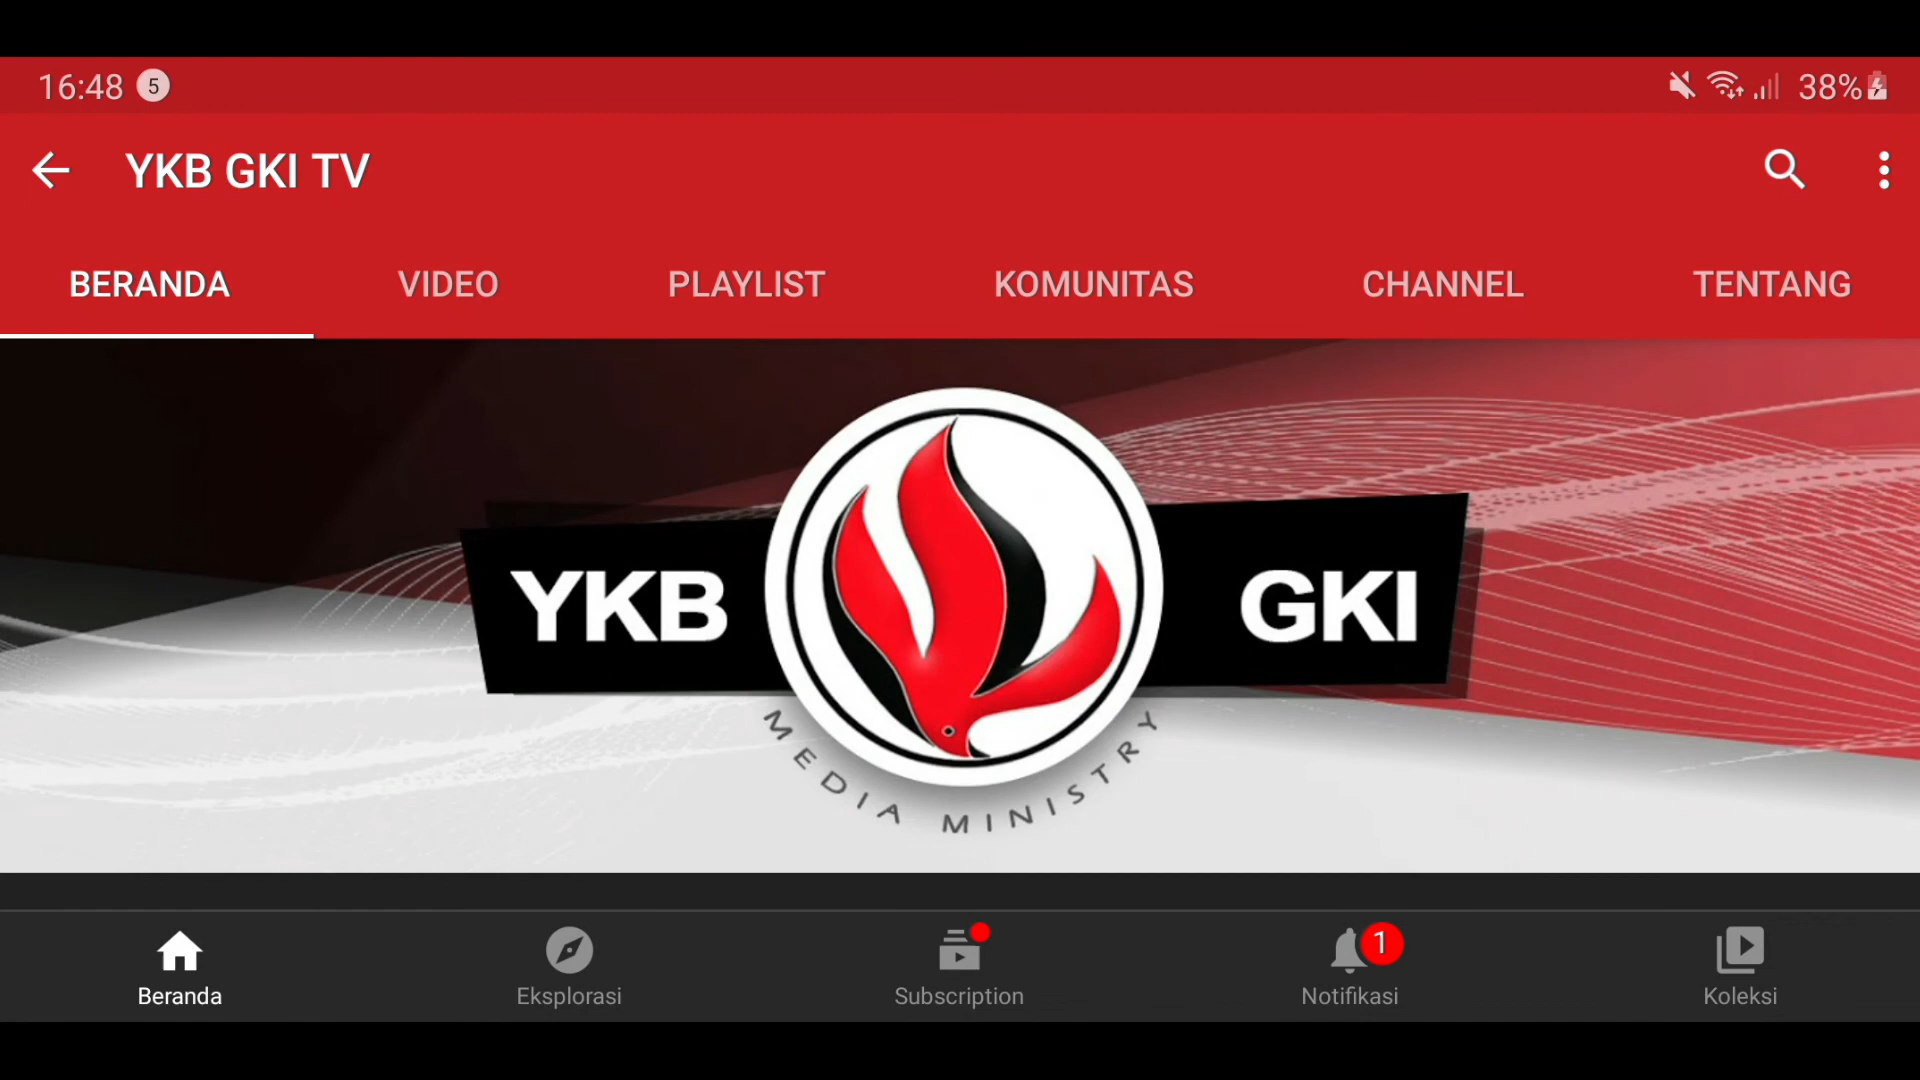 16:48 5 38%
YKB GKI TV
BERANDA VIDEO PLAYLIST KOMUNITAS CHANNEL TENTANG
YKB GKI
MEDIA MINISTRY
1
Beranda Eksplorasi Subscription Notifikasi Koleksi